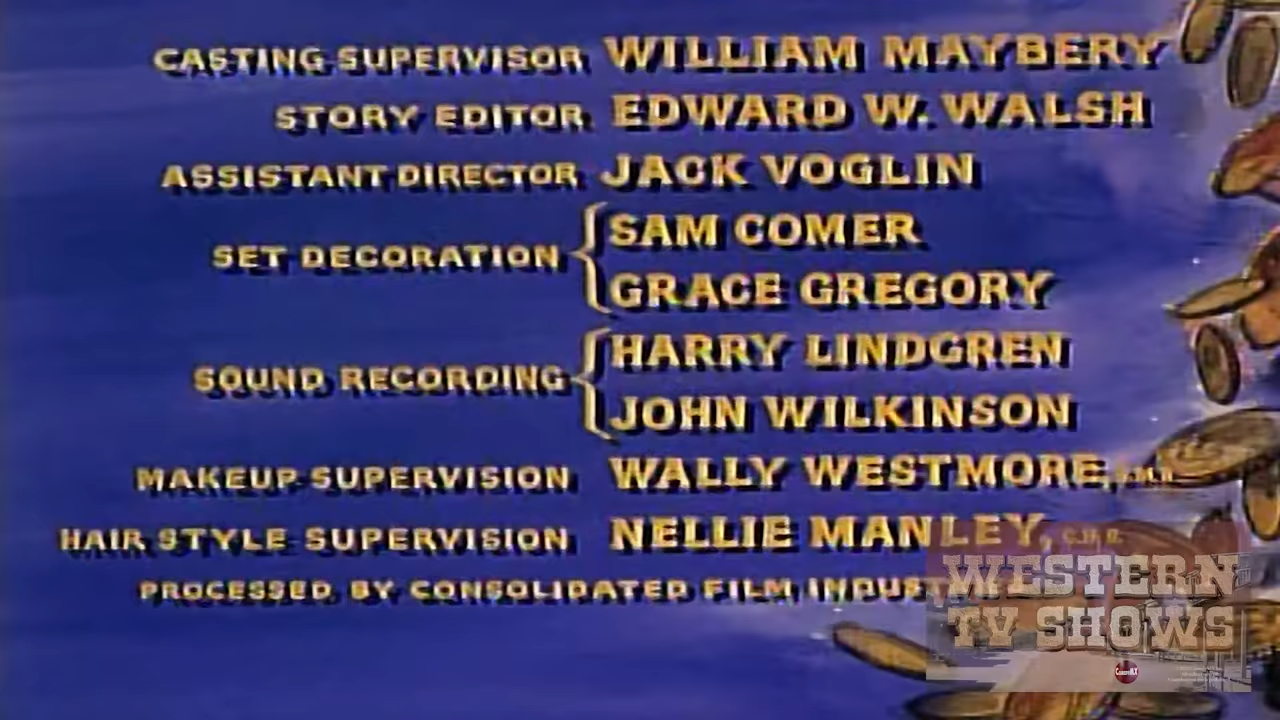 CASTING SUPERVISOR WILLIAM MAYBERY
STORY EDITOR EDWARD W. WALSH
ASSISTANT DIRECTOR JACK VOGLIN
SET DECORATION SAM COMER
GRACE GREGORY
SOUND RECORDING HARRY LINDGREN
JOHN WILKINSON
MAKEUP SUPERVISION WALLY WESTMORE,
HAIR STYLE SUPERVISION NELLIE MANLEY,
PROCESSED BY CONSOLIDATED FILM
WESTERN
TV SHOWS